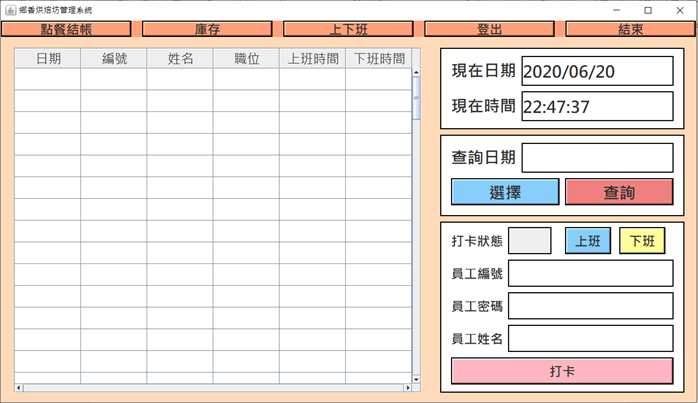 鄉香烘焙坊管理系統
點餐結帳 庫存 上下班 登出 結束
日期 編號 姓名 職位 上班時間 下班時間
現在日期 2020/06/20
現在時間 22:47:37
查詢日期
選擇 查詢
打卡狀態 上班 下班
員工編號
員工密碼
員工姓名
打卡